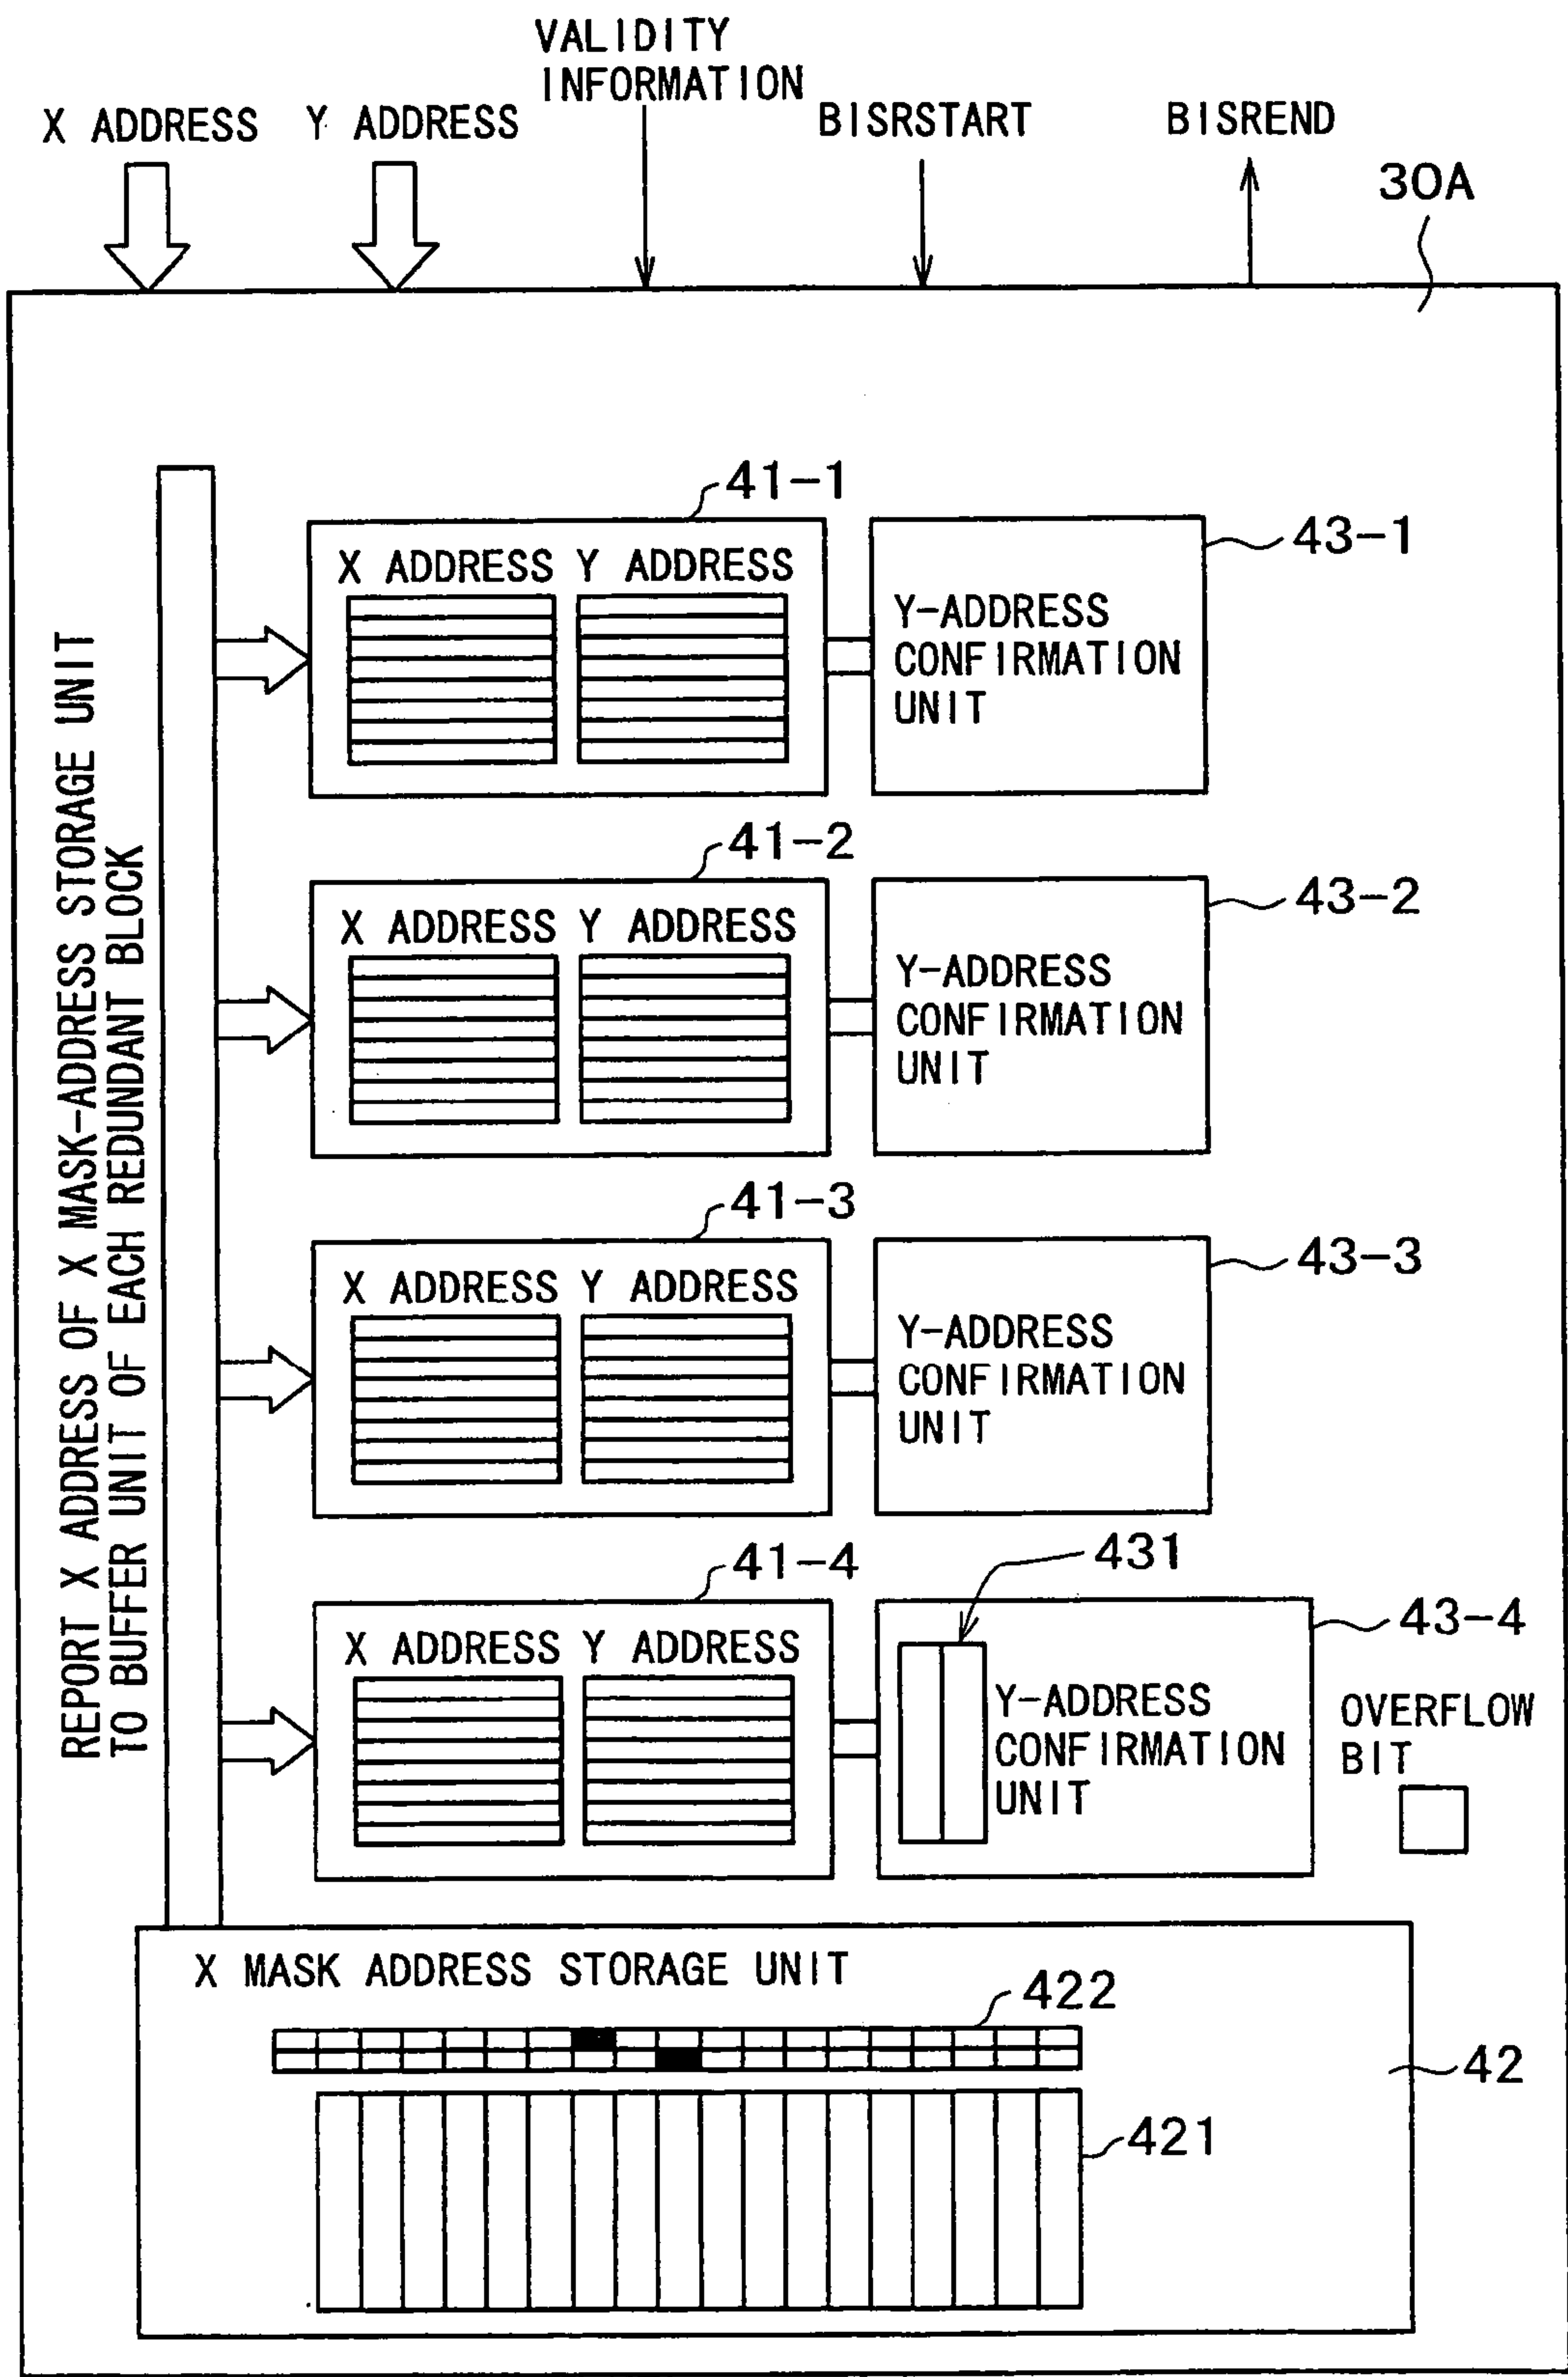 VALIDITY
INFORMATION
X ADDRESS
Y ADDRESS
BISRSTART
BISREND
30A
REPORT X ADDRESS OF X MASK-ADDRESS STORAGE UNIT
TO BUFFER UNIT OF EACH REDUNDANT BLOCK
41-1
X ADDRESS Y ADDRESS
43-1
Y-ADDRESS
CONFIRMATION
UNIT
41-2
X ADDRESS Y ADDRESS
43-2
Y-ADDRESS
CONFIRMATION
UNIT
41-3
X ADDRESS Y ADDRESS
43-3
Y-ADDRESS
CONFIRMATION
UNIT
41-4
X ADDRESS Y ADDRESS
431
43-4
Y-ADDRESS
CONFIRMATION
UNIT
OVERFLOW
BIT
X MASK ADDRESS STORAGE UNIT
422
42
421